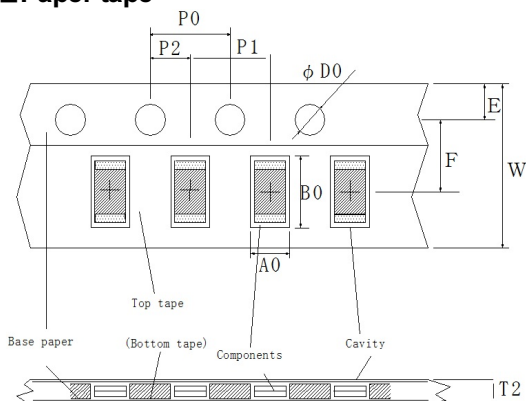 Paper tape
P0
P2
P1
φ D0
E
F
W
B0
A0
Top tape
Base paper
(Bottom tape)
Components
Cavity
T2